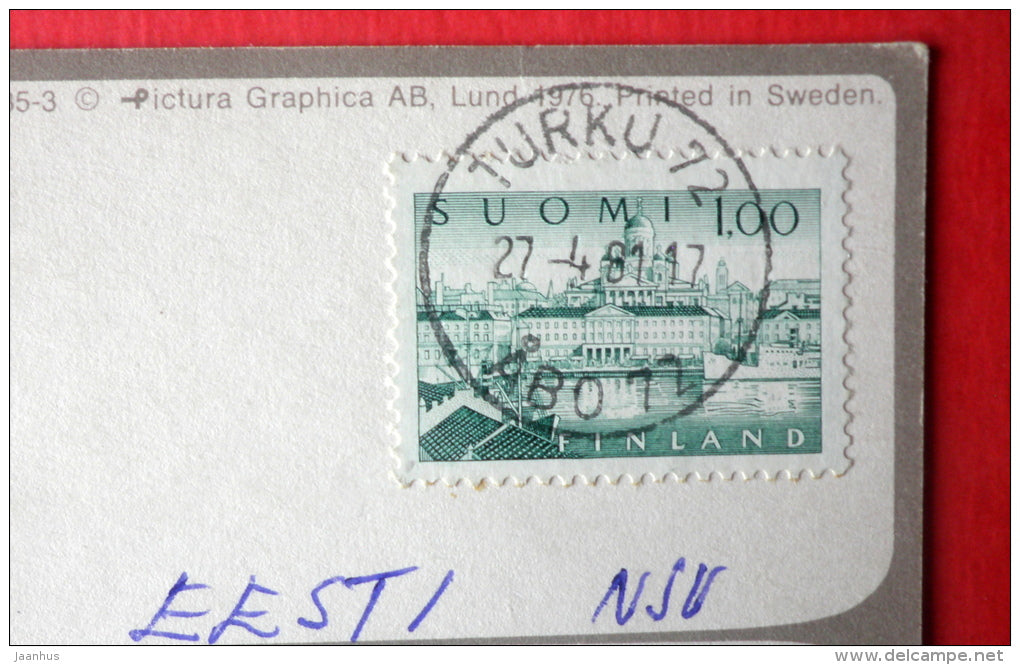 35-3 © Pictura Graphica AB, Lund 1976. Printed in Sweden.
TURKU 72
SUOMI 1,00
27-4.81.17
ÅBO 72
FINLAND
EESTI NSV
jaanhus
www.delcampe.net